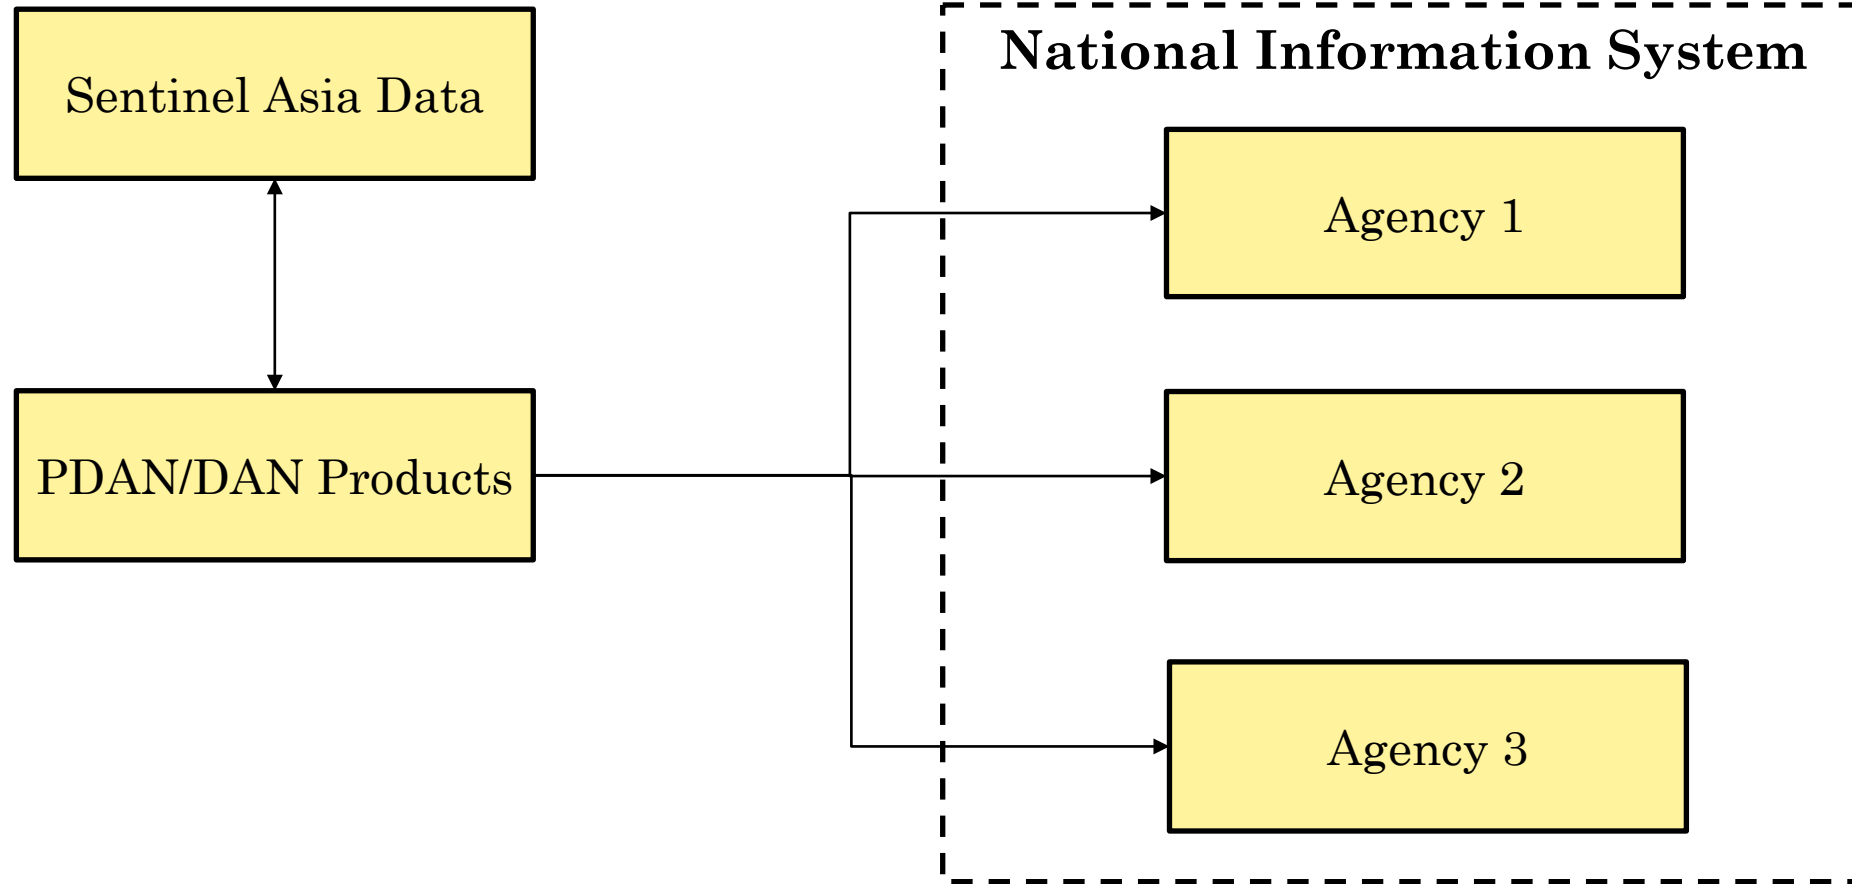 National Information System
Sentinel Asia Data
Agency 1
PDAN/DAN Products
Agency 2
Agency 3